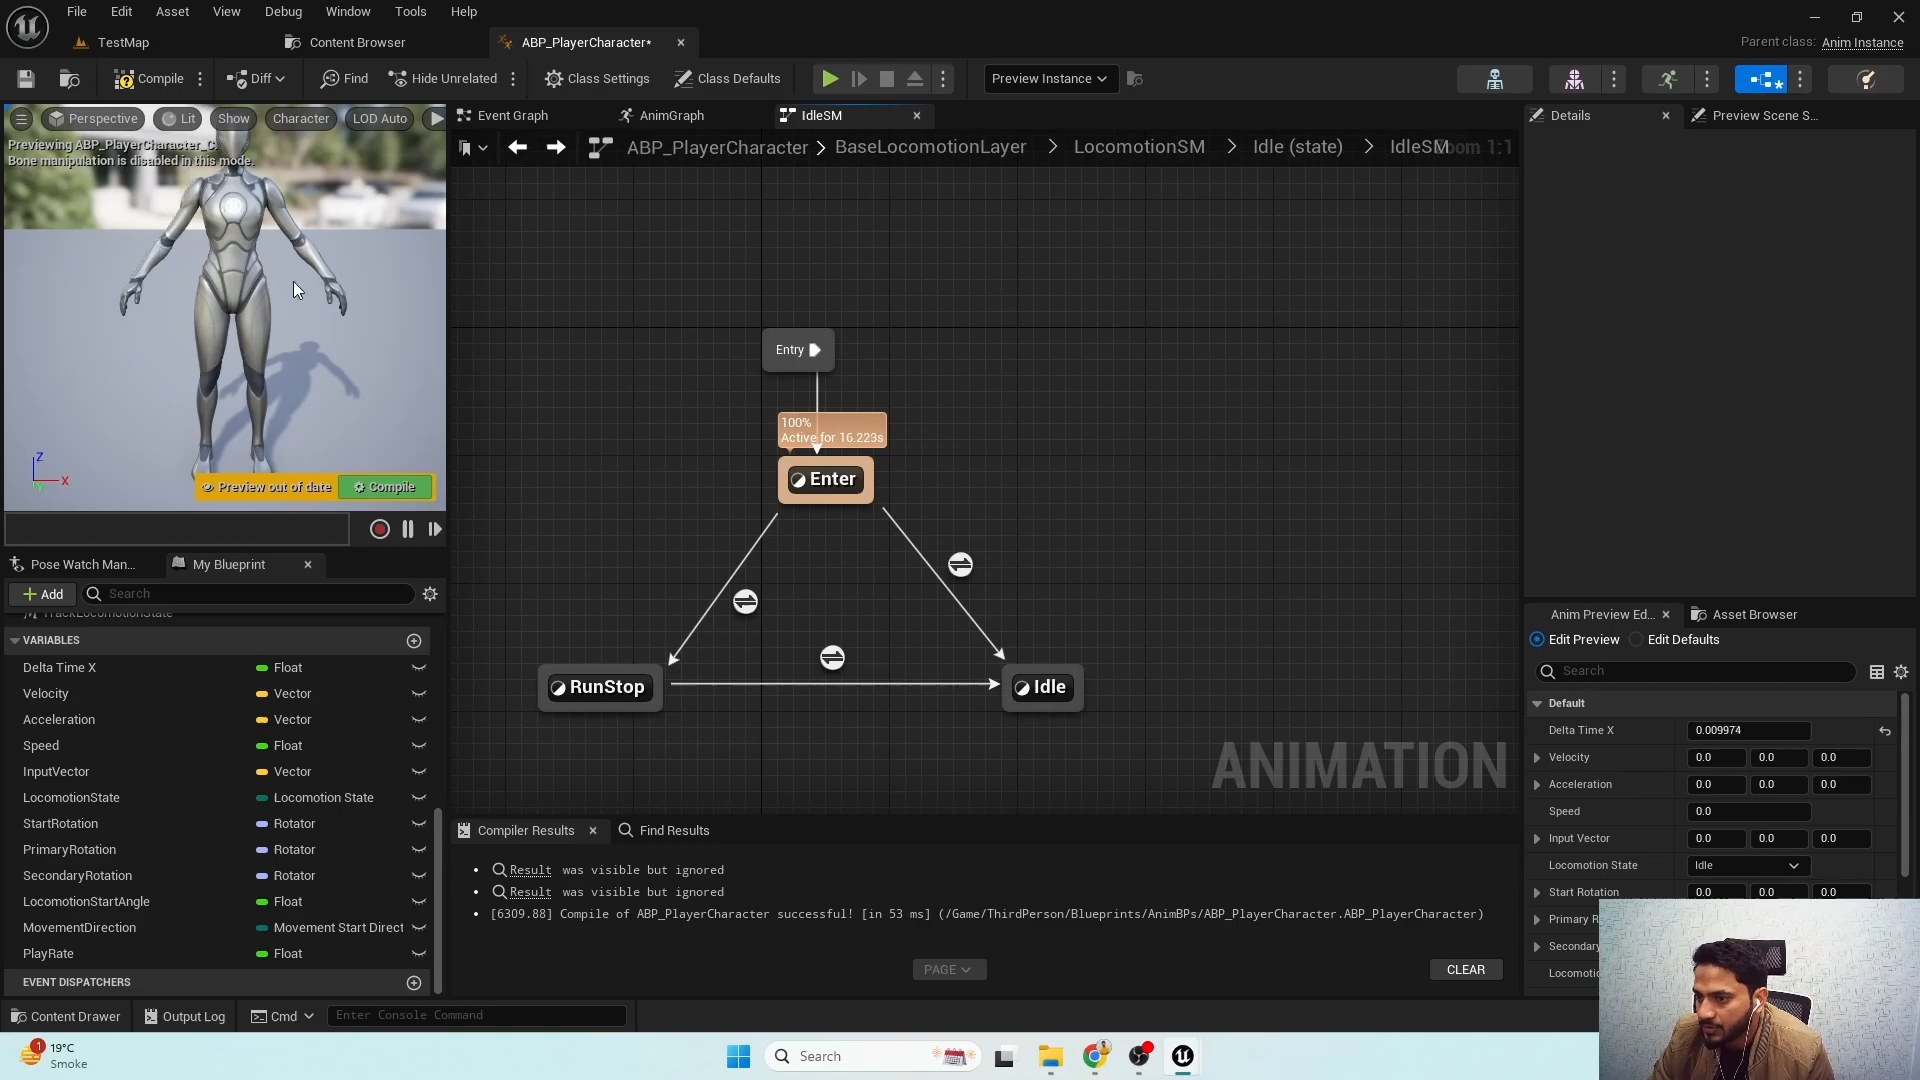 File Edit Asset View Debug Window Tools Help
TestMap Content Browser ABP_PlayerCharacter*
Parent class: Anim Instance
Compile Diff Find Hide Unrelated Class Settings Class Defaults Preview Instance
Perspective Lit Show Character LOD Auto
Previewing ABP_PlayerCharacter_C.
Bone manipulation is disabled in this mode.
Event Graph AnimGraph IdleSM
ABP_PlayerCharacter > BaseLocomotionLayer > LocomotionSM > Idle (state) > IdleSM
Zoom 1:1
Details Preview Scene S...
Entry
100%
Active for 16.223s
Enter
RunStop
Idle
ANIMATION
Z
X
Y
Preview out of date Compile
Pose Watch Man... My Blueprint
Add Search
TrackLocomotionState
VARIABLES
Delta Time X Float
Velocity Vector
Acceleration Vector
Speed Float
InputVector Vector
LocomotionState Locomotion State
StartRotation Rotator
PrimaryRotation Rotator
SecondaryRotation Rotator
LocomotionStartAngle Float
MovementDirection Movement Start Direct
PlayRate Float
EVENT DISPATCHERS
Compiler Results Find Results
Result was visible but ignored
Result was visible but ignored
[6309.88] Compile of ABP_PlayerCharacter successful! [in 53 ms] (/Game/ThirdPerson/Blueprints/AnimBPs/ABP_PlayerCharacter.ABP_PlayerCharacter)
PAGE CLEAR
Anim Preview Ed... Asset Browser
Edit Preview Edit Defaults
Search
Default
Delta Time X 0.009974
Velocity 0.0 0.0 0.0
Acceleration 0.0 0.0 0.0
Speed 0.0
Input Vector 0.0 0.0 0.0
Locomotion State Idle
Start Rotation 0.0 0.0 0.0
Primary R
Secondary
Locomotio
Content Drawer Output Log Cmd Enter Console Command
1
19°C
Smoke
Search